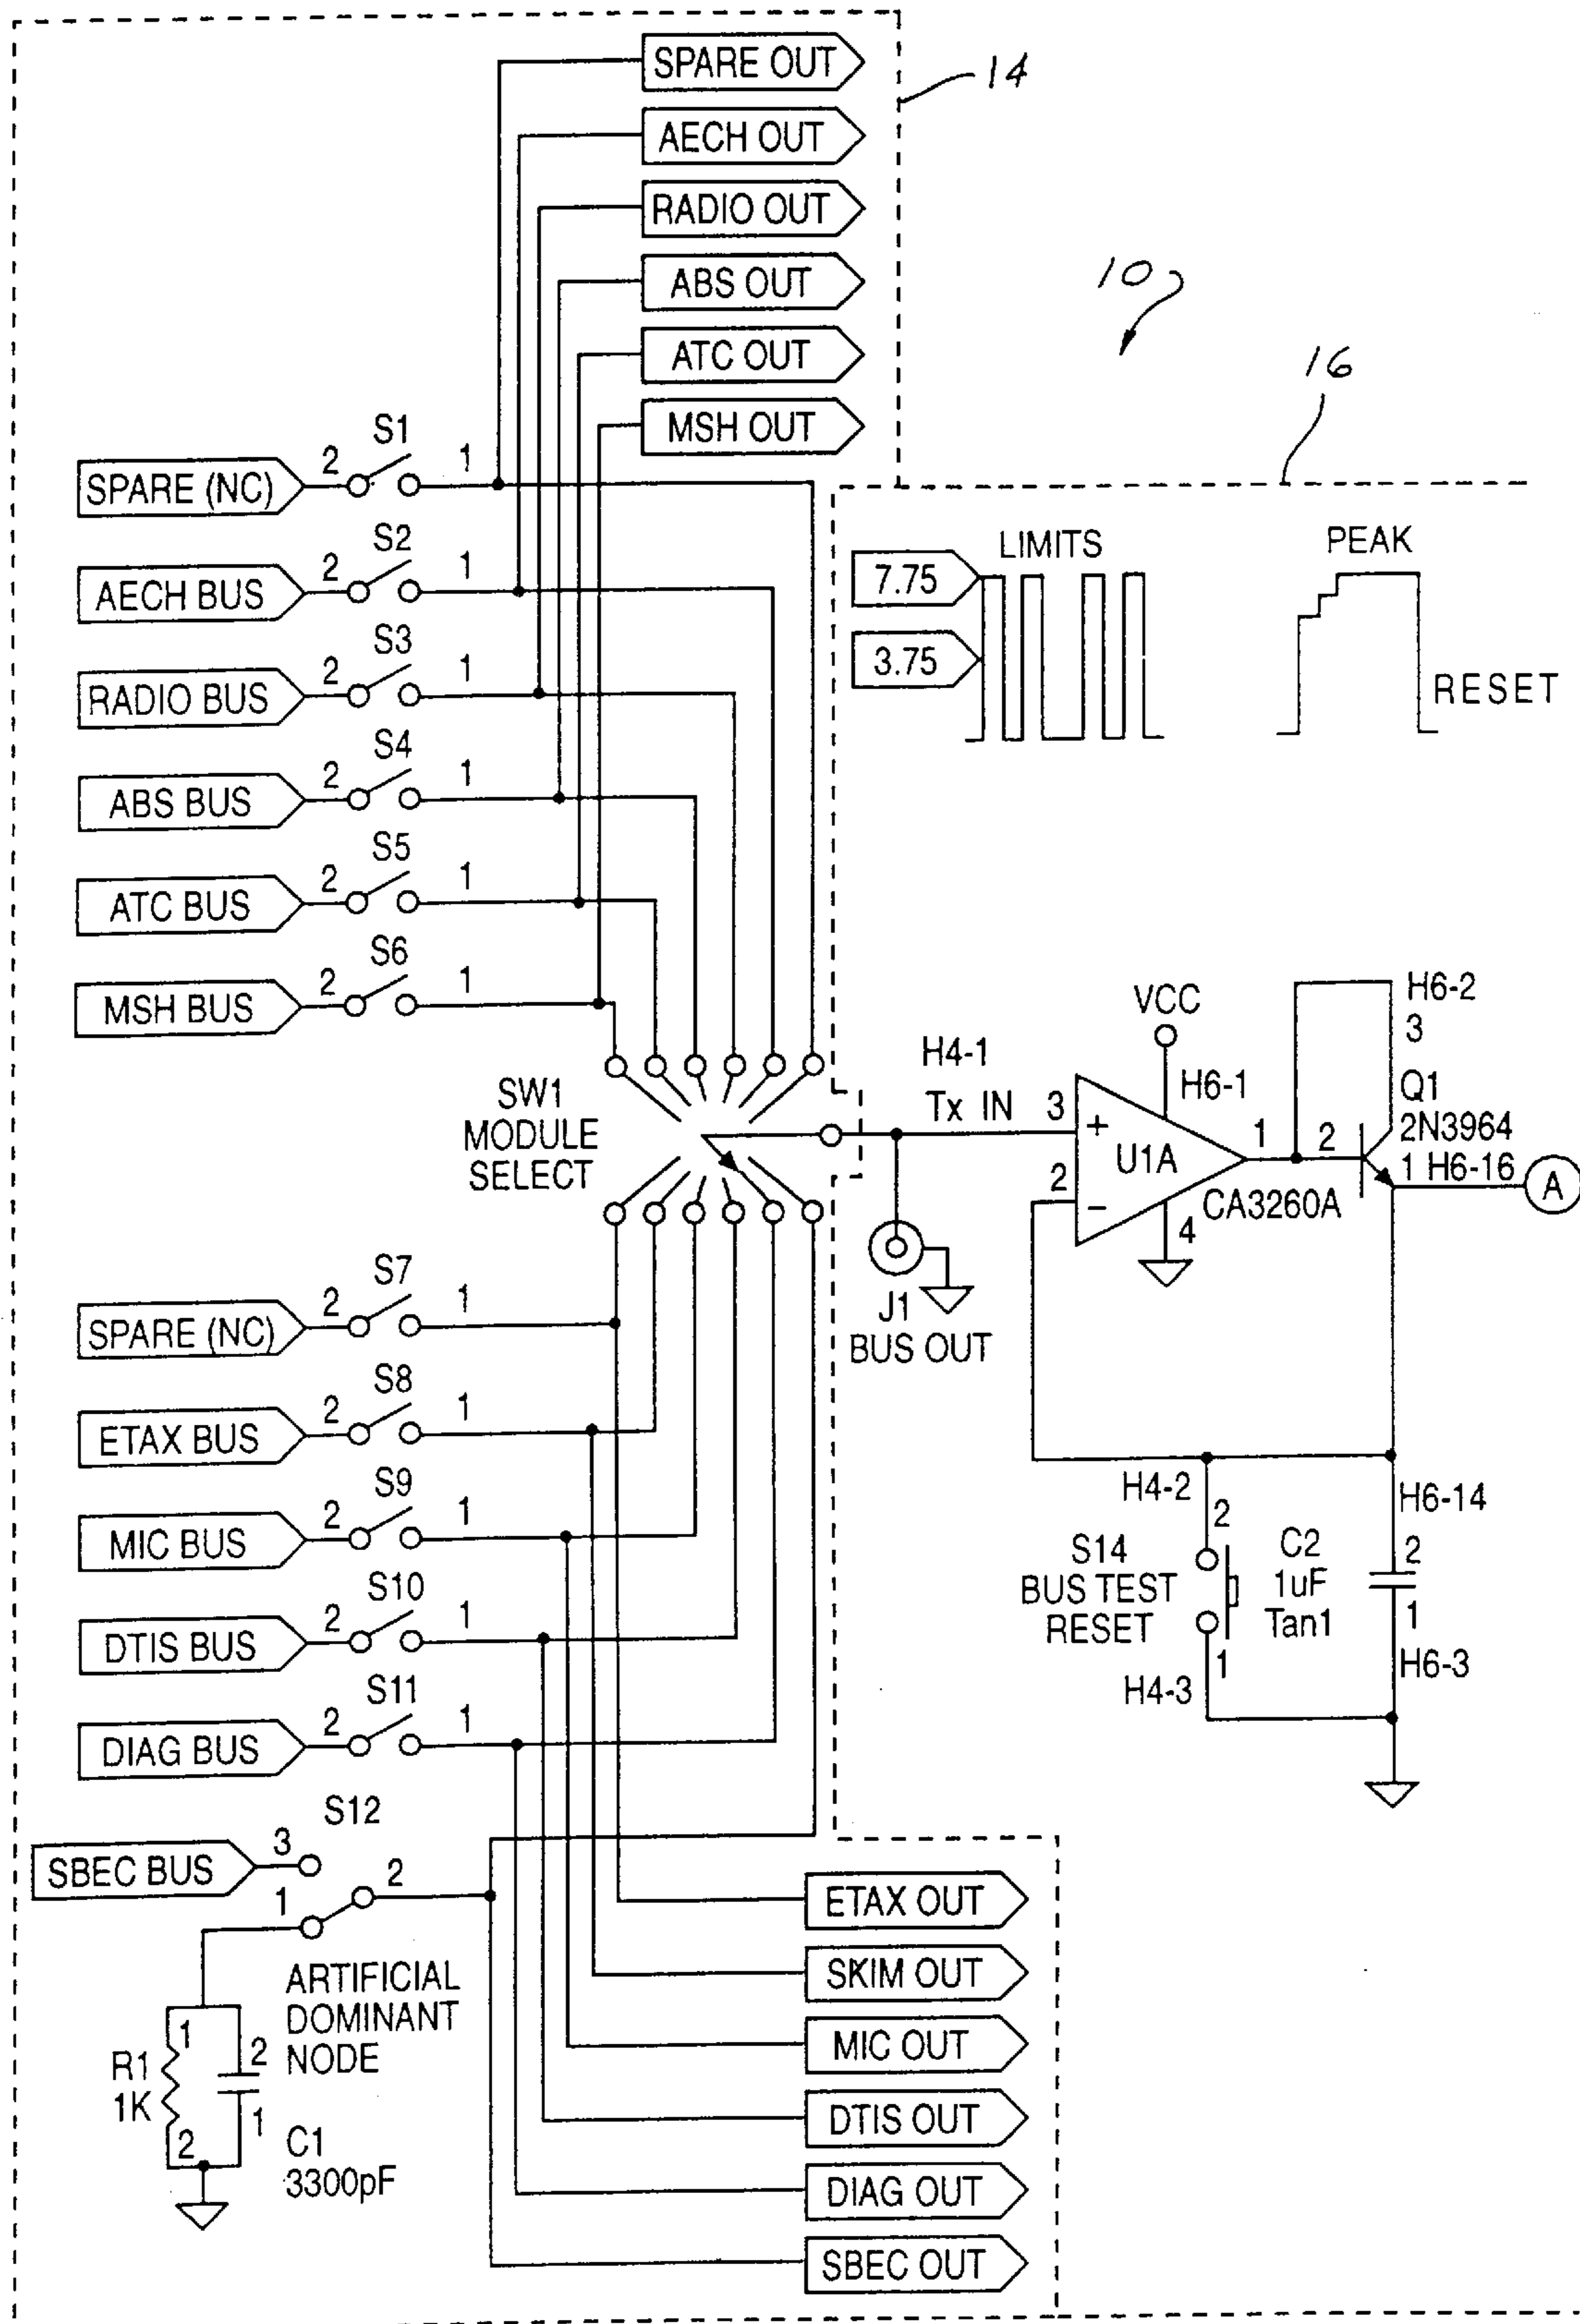 SPARE OUT
14
AECH OUT
RADIO OUT
ABS OUT
10
ATC OUT
16
MSH OUT
S1
SPARE (NC) 2 1
S2
AECH BUS 2 1
S3
RADIO BUS 2 1
S4
ABS BUS 2 1
S5
ATC BUS 2 1
S6
MSH BUS 2 1
LIMITS
PEAK
7.75
3.75
RESET
SW1
MODULE
SELECT
H4-1
Tx IN
3
+
2
−
VCC
H6-1
U1A
4
CA3260A
1
2
H6-2
3
Q1
2N3964
1 H6-16
A
J1
BUS OUT
S7
SPARE (NC) 2 1
S8
ETAX BUS 2 1
S9
MIC BUS 2 1
S10
DTIS BUS 2 1
S11
DIAG BUS 2 1
H4-2
2
S14
BUS TEST
RESET
1
H4-3
C2
1uF
Tan1
H6-14
2
1
H6-3
S12
SBEC BUS 3
1
2
ARTIFICIAL
DOMINANT
NODE
R1
1K
1
2
2
1
C1
3300pF
ETAX OUT
SKIM OUT
MIC OUT
DTIS OUT
DIAG OUT
SBEC OUT